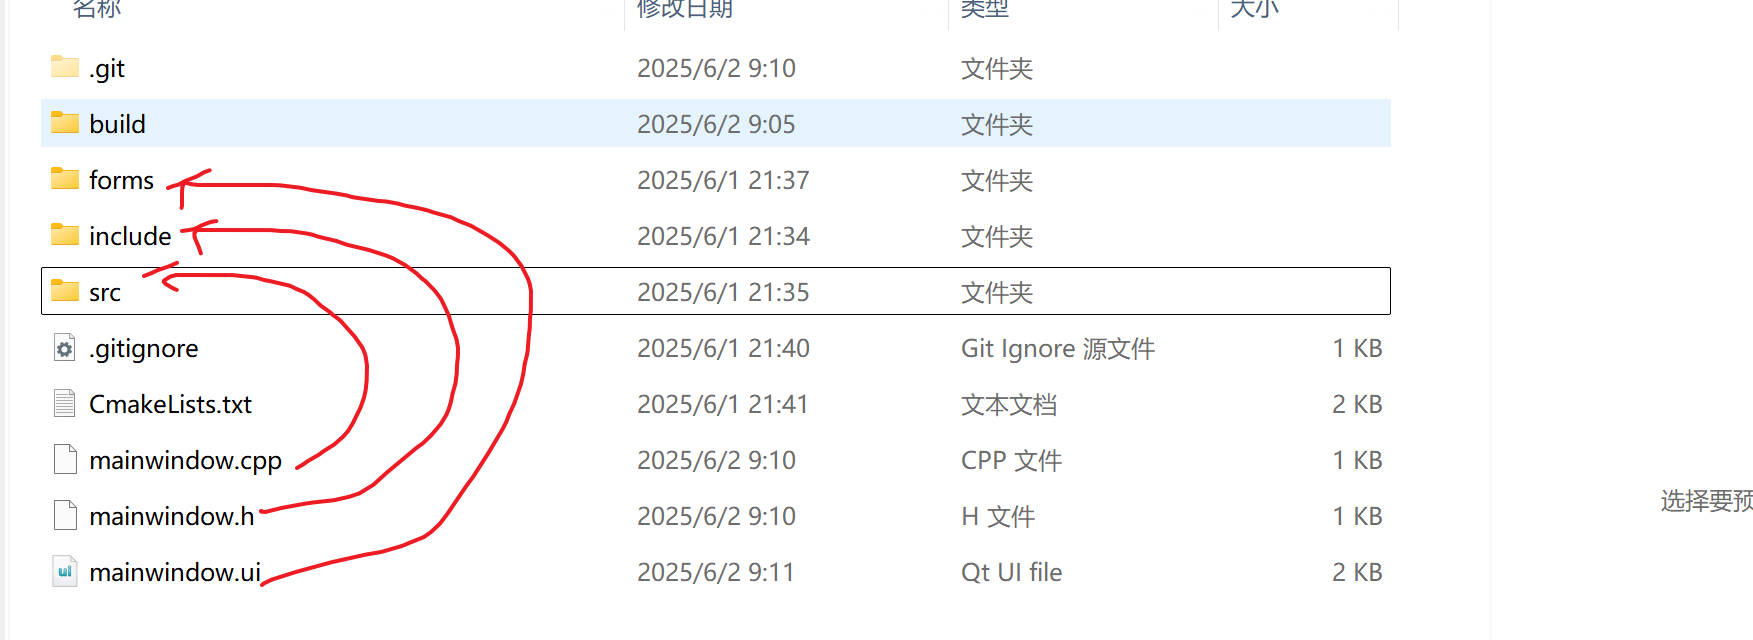 名称 修改日期 类型 大小
.git 2025/6/2 9:10 文件夹
build 2025/6/2 9:05 文件夹
forms 2025/6/1 21:37 文件夹
include 2025/6/1 21:34 文件夹
src 2025/6/1 21:35 文件夹
.gitignore 2025/6/1 21:40 Git Ignore 源文件 1 KB
CmakeLists.txt 2025/6/1 21:41 文本文档 2 KB
mainwindow.cpp 2025/6/2 9:10 CPP 文件 1 KB
选择要预
mainwindow.h 2025/6/2 9:10 H 文件 1 KB
mainwindow.ui 2025/6/2 9:11 Qt UI file 2 KB
ui